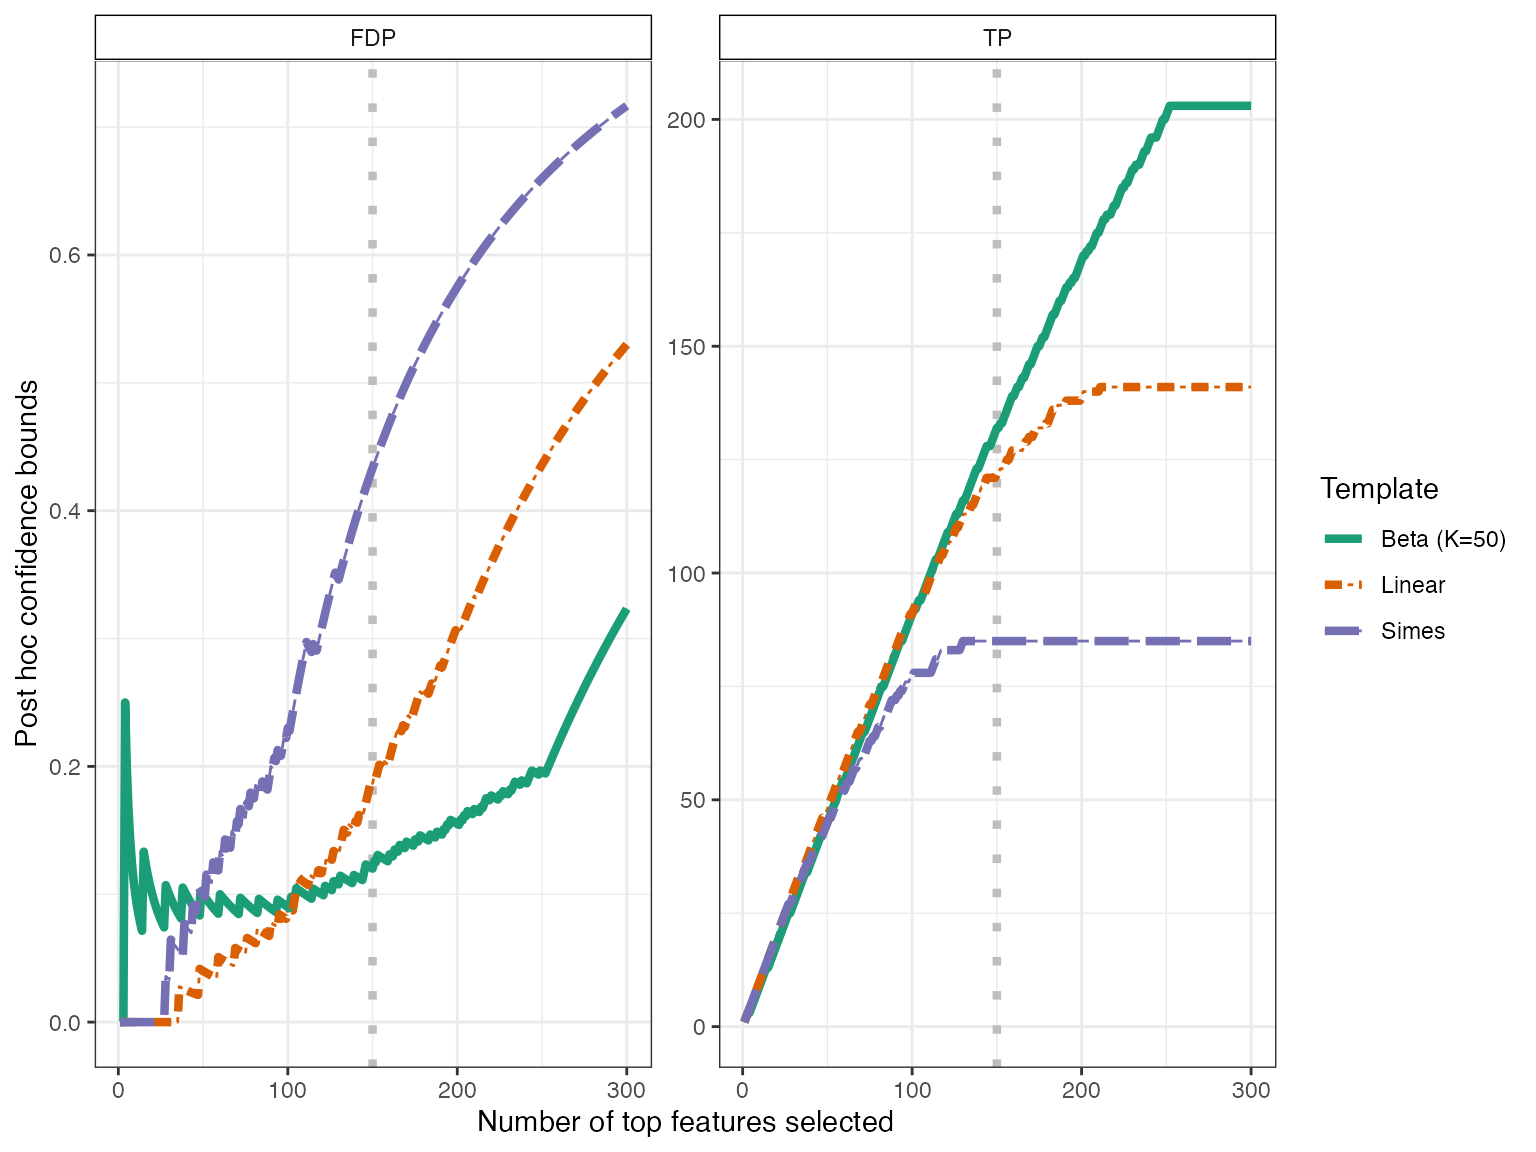 FDP
TP
Post hoc confidence bounds
0.6
0.4
0.2
0.0
200
150
100
50
0
0 100 200 300
0 100 200 300
Number of top features selected
Template
Beta (K=50)
Linear
Simes